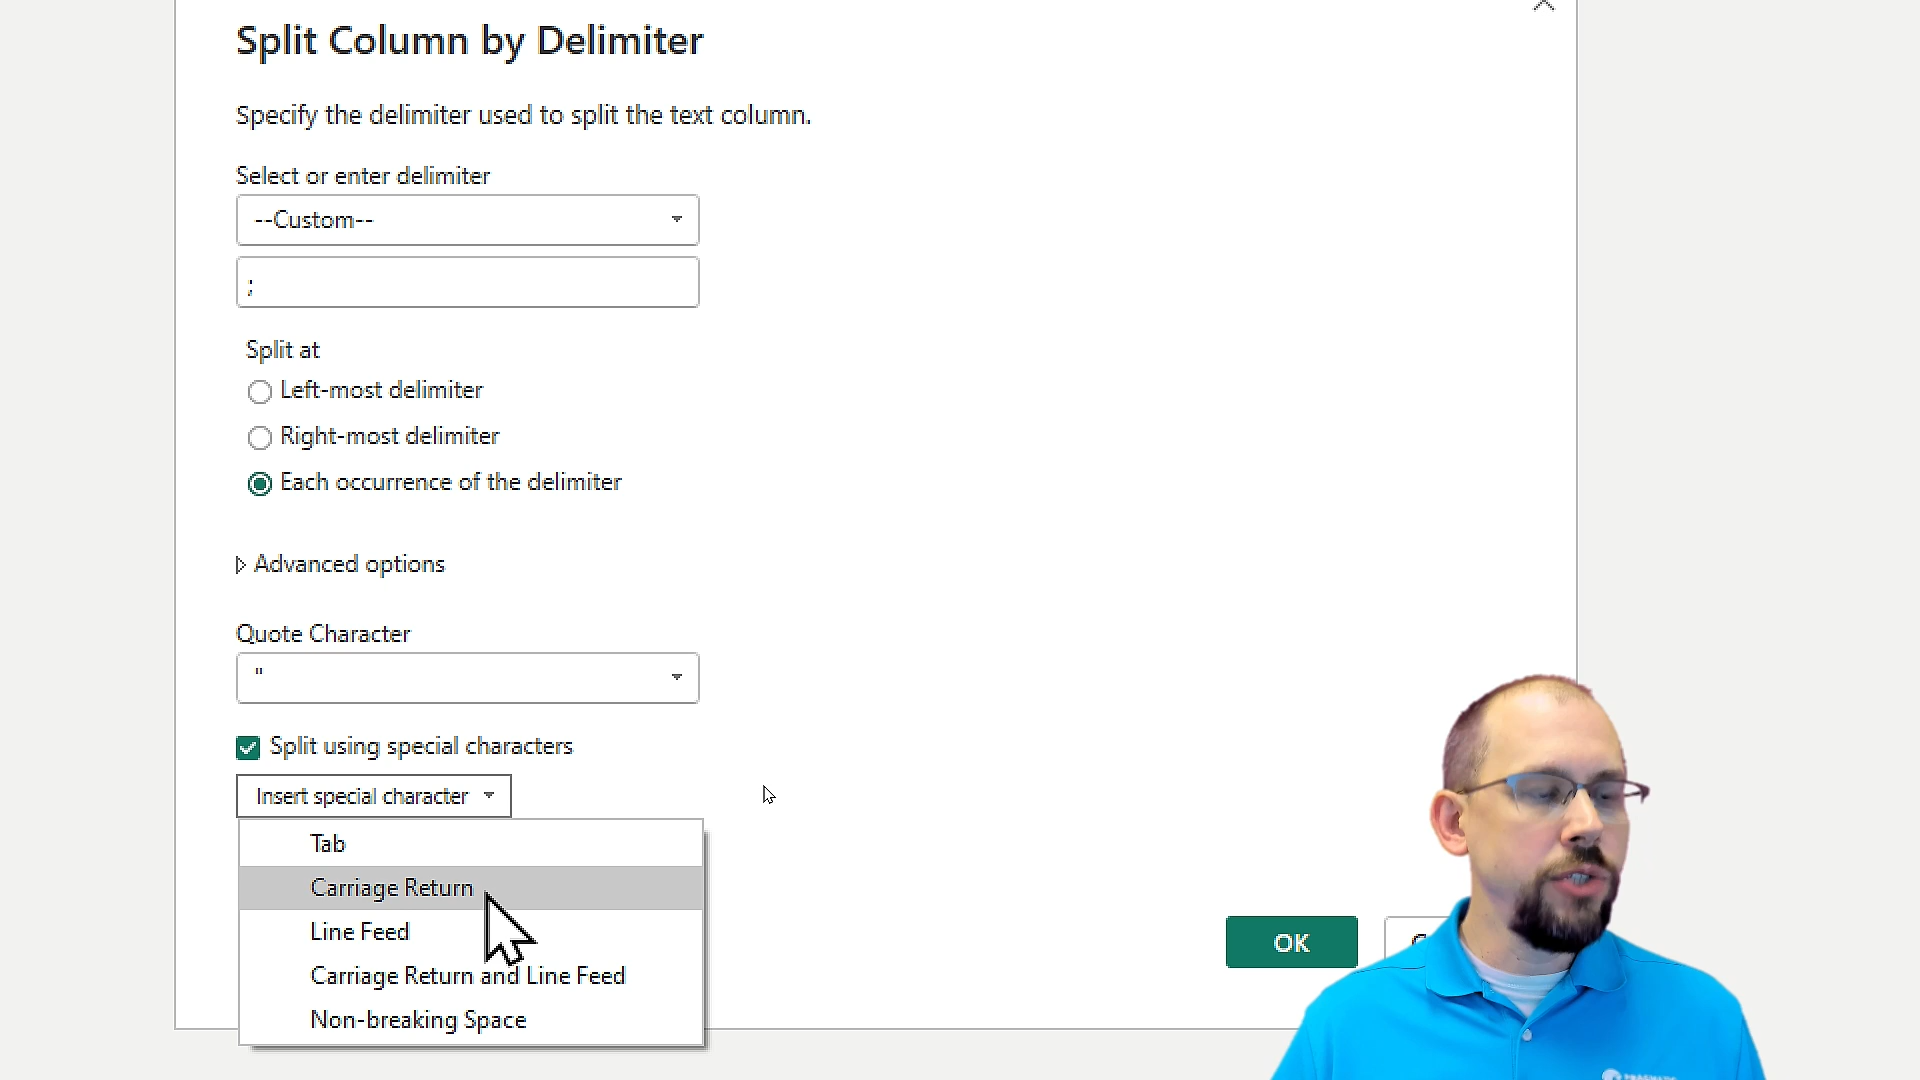 Split Column by Delimiter
Specify the delimiter used to split the text column.
Select or enter delimiter
--Custom--
;
Split at
Left-most delimiter
Right-most delimiter
Each occurrence of the delimiter
Advanced options
Quote Character
"
Split using special characters
Insert special character
Tab
Carriage Return
Line Feed
Carriage Return and Line Feed
Non-breaking Space
OK